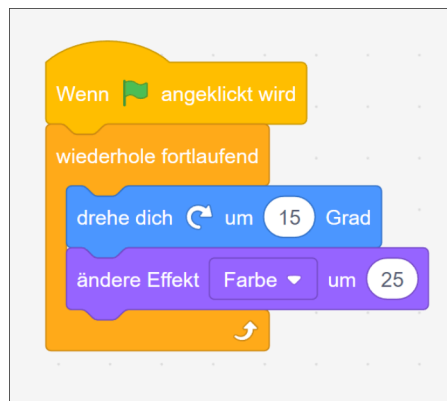 Wenn angeklickt wird
wiederhole fortlaufend
drehe dich um 15 Grad
ändere Effekt Farbe um 25